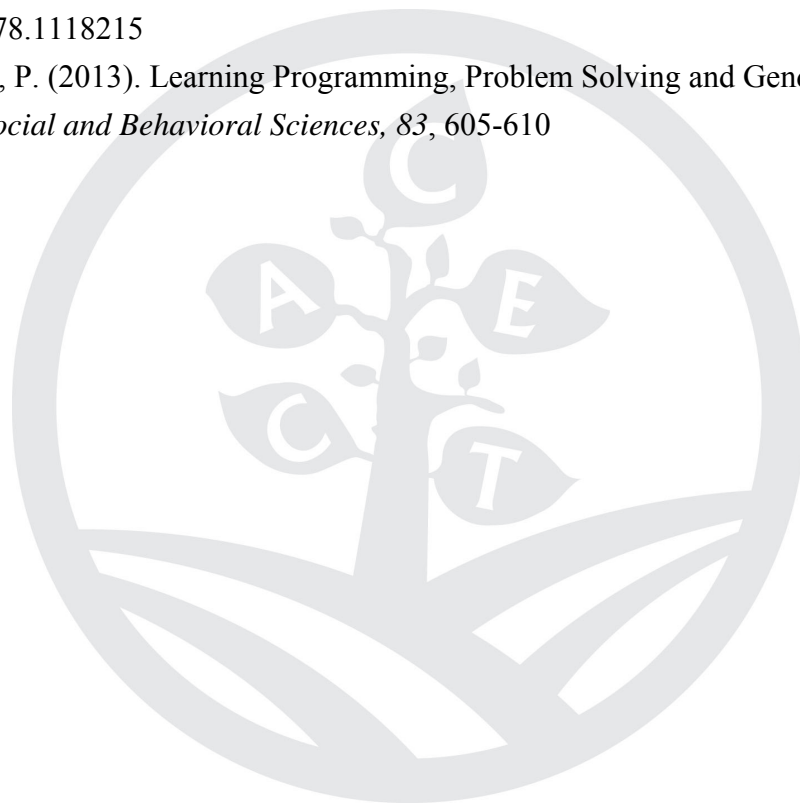 78.1118215
, P. (2013). Learning Programming, Problem Solving and Gend
ocial and Behavioral Sciences, 83, 605-610
C
A E
C T